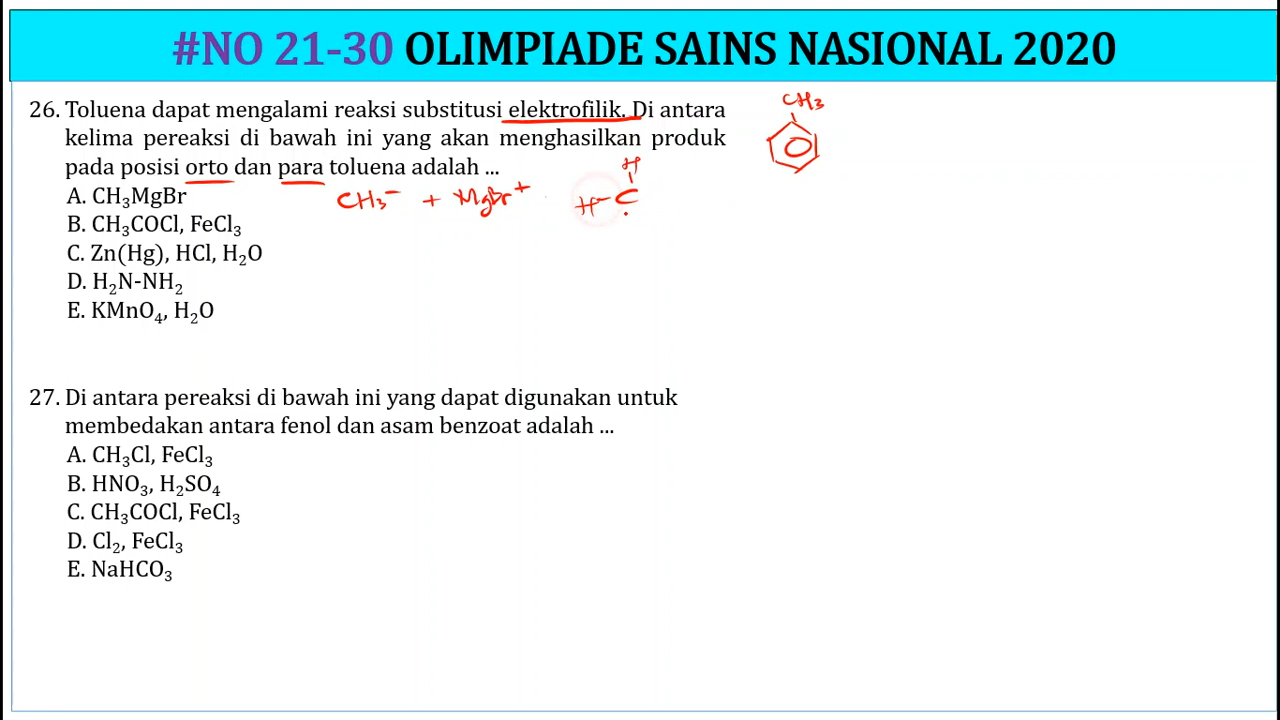 #NO 21-30 OLIMPIADE SAINS NASIONAL 2020
26. Toluena dapat mengalami reaksi substitusi elektrofilik. Di antara
kelima pereaksi di bawah ini yang akan menghasilkan produk
pada posisi orto dan para toluena adalah ...
A. CH₃MgBr
B. CH₃COCl, FeCl₃
C. Zn(Hg), HCl, H₂O
D. H₂N-NH₂
E. KMnO₄, H₂O
CH₃⁻ + MgBr⁺
H
H-C
CH₃
27. Di antara pereaksi di bawah ini yang dapat digunakan untuk
membedakan antara fenol dan asam benzoat adalah ...
A. CH₃Cl, FeCl₃
B. HNO₃, H₂SO₄
C. CH₃COCl, FeCl₃
D. Cl₂, FeCl₃
E. NaHCO₃